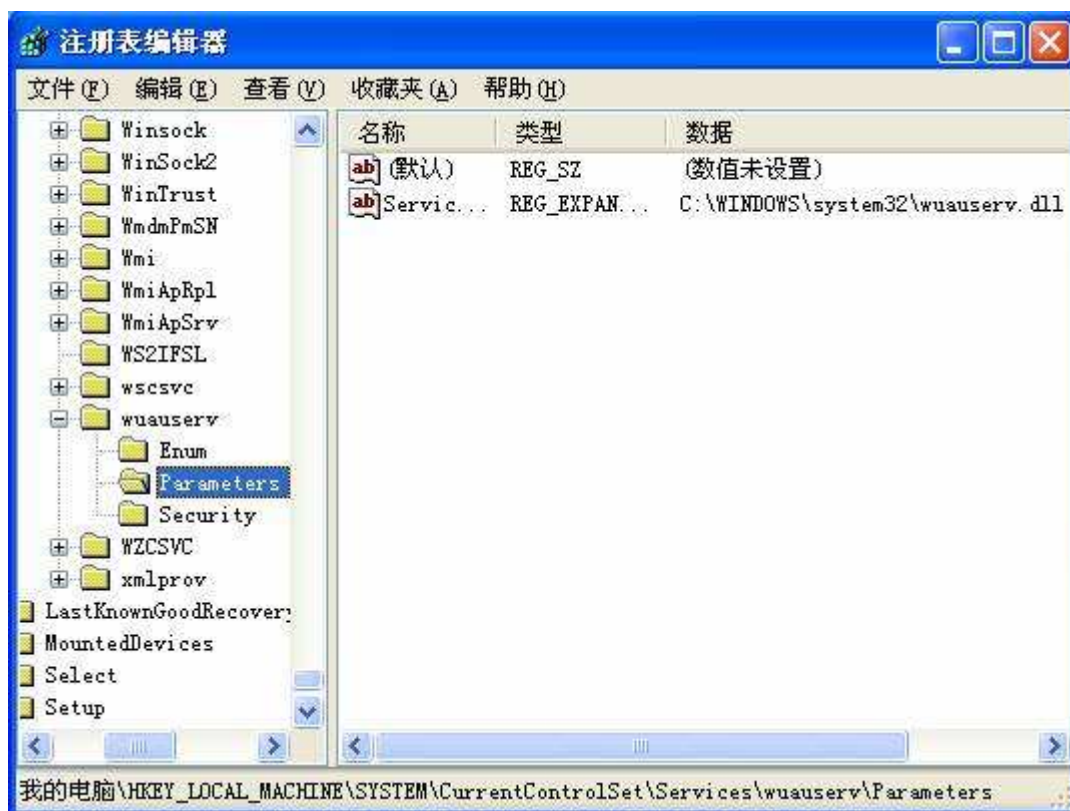 注册表编辑器
文件(F) 编辑(E) 查看(V) 收藏夹(A) 帮助(H)
Winsock
WinSock2
WinTrust
WmdmPmSN
Wmi
WmiApRpl
WmiApSrv
WS2IFSL
wscsvc
wuauserv
Enum
Parameters
Security
WZCSVC
xmlprov
LastKnownGoodRecovery
MountedDevices
Select
Setup
名称 类型 数据
ab (默认) REG_SZ (数值未设置)
ab Servic... REG_EXPAN... C:\WINDOWS\system32\wuauserv.dll
我的电脑\HKEY_LOCAL_MACHINE\SYSTEM\CurrentControlSet\Services\wuauserv\Parameters